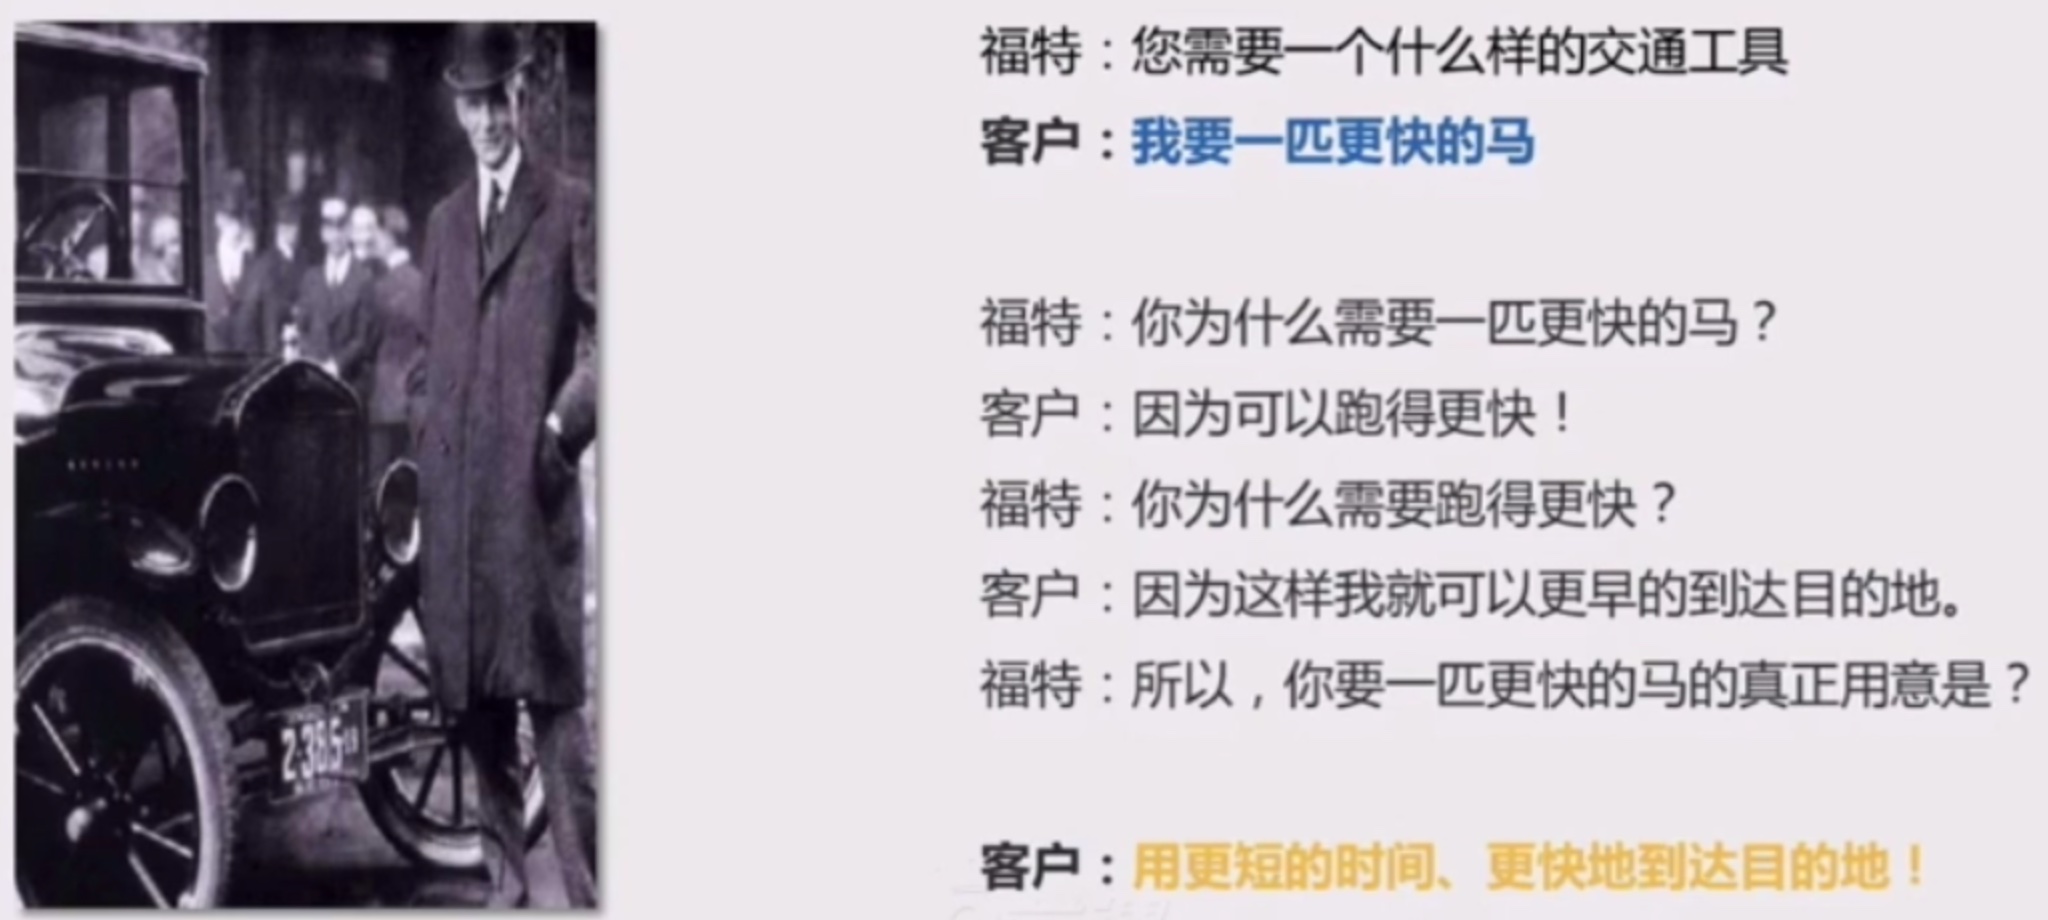 福特：您需要一个什么样的交通工具
客户：我要一匹更快的马
福特：你为什么需要一匹更快的马？
客户：因为可以跑得更快！
福特：你为什么需要跑得更快？
客户：因为这样我就可以更早的到达目的地。
福特：所以，你要一匹更快的马的真正用意是？
客户：用更短的时间、更快地到达目的地！